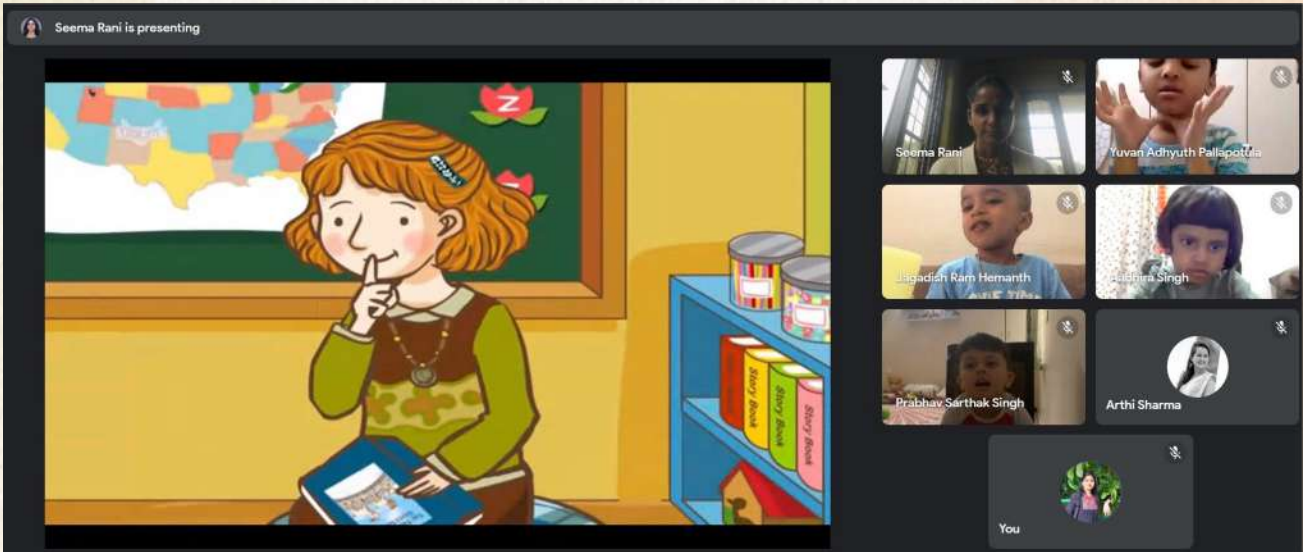 Seema Rani is presenting
Z
Story Book
Story Book
Story Book
Seema Rani
Yuvan Adhyuth Pallapotula
Jagadish Ram Hemanth
Singh
Prabhav Sarthak Singh
Arthi Sharma
You